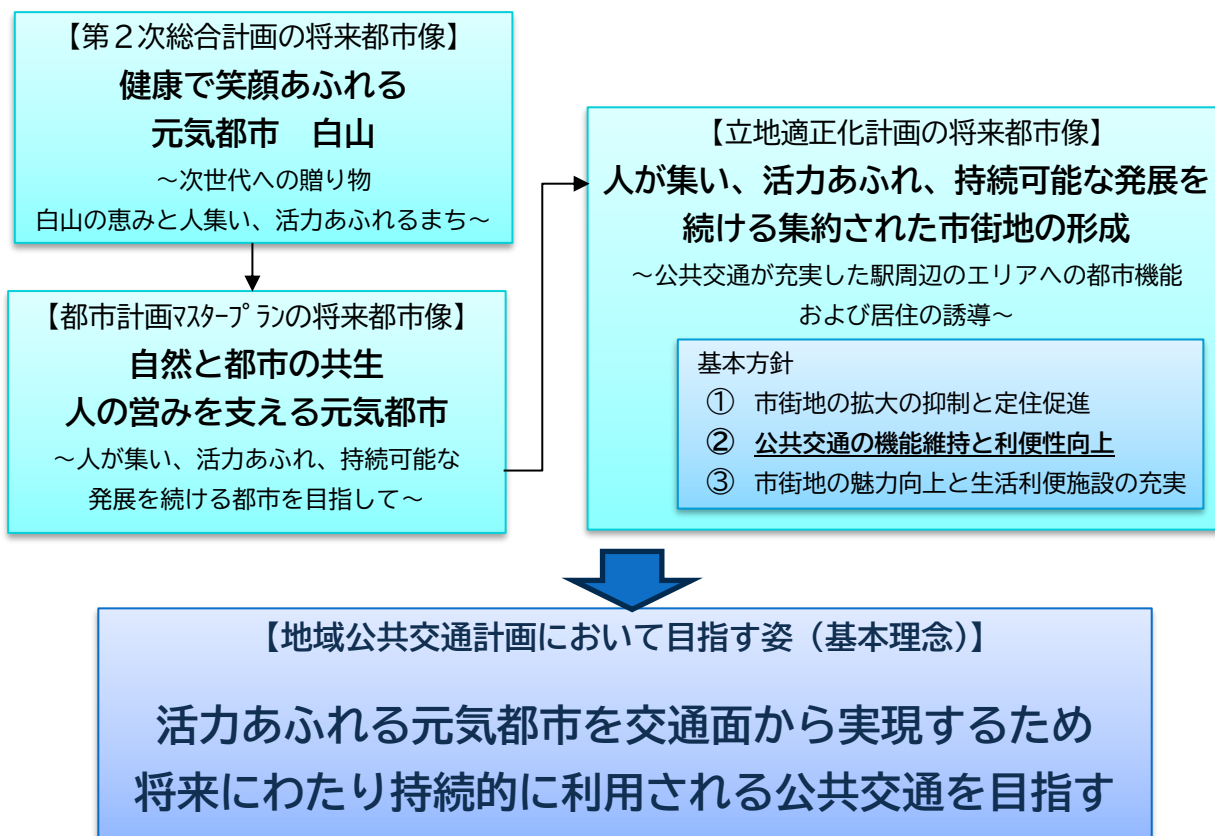 【第２次総合計画の将来都市像】
健康で笑顔あふれる
元気都市　白山
～次世代への贈り物
白山の恵みと人集い、活力あふれるまち～
【都市計画ﾏｽﾀｰﾌﾟﾗﾝの将来都市像】
自然と都市の共生
人の営みを支える元気都市
～人が集い、活力あふれ、持続可能な
発展を続ける都市を目指して～
【立地適正化計画の将来都市像】
人が集い、活力あふれ、持続可能な発展を
続ける集約された市街地の形成
～公共交通が充実した駅周辺のエリアへの都市機能
および居住の誘導～
基本方針
①　市街地の拡大の抑制と定住促進
②　公共交通の機能維持と利便性向上
③　市街地の魅力向上と生活利便施設の充実
【地域公共交通計画において目指す姿（基本理念）】
活力あふれる元気都市を交通面から実現するため
将来にわたり持続的に利用される公共交通を目指す